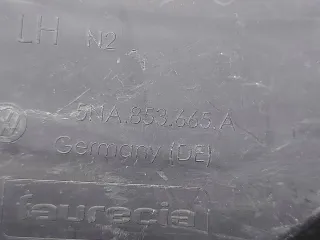 LH N2
5NA.853.665.A
Germany (DE)
faurecia